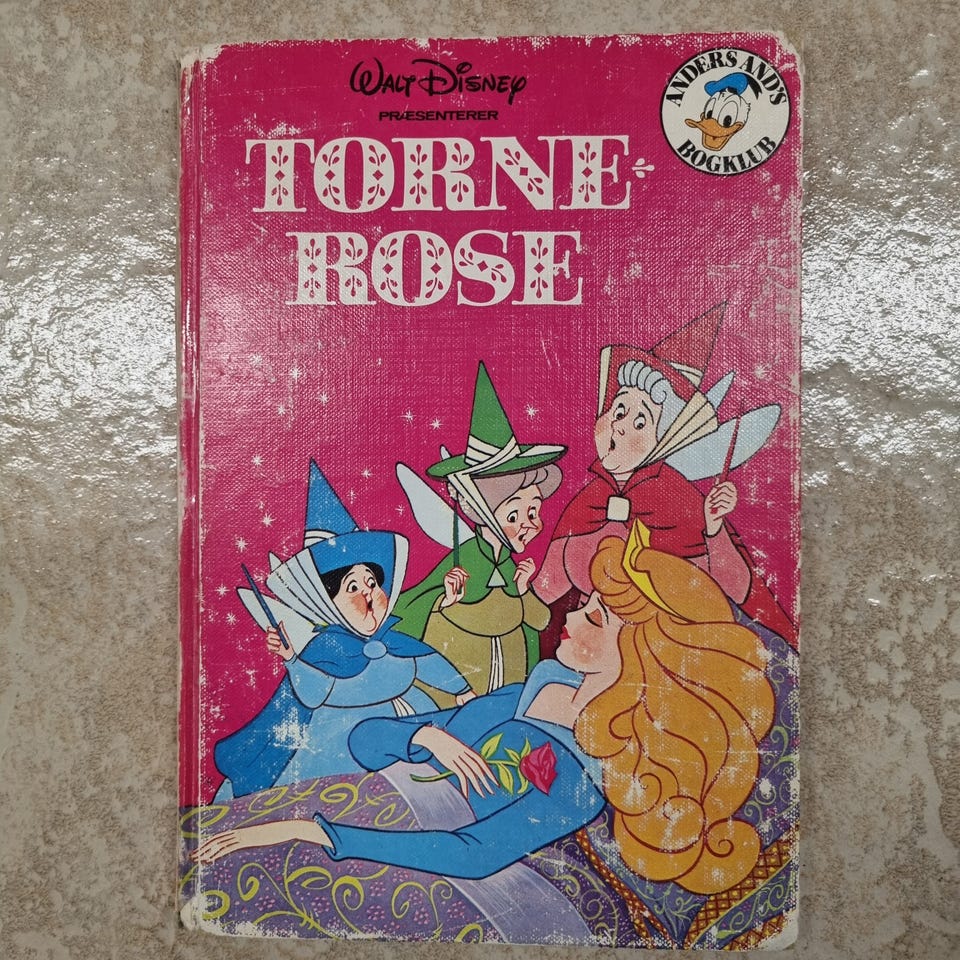 WALT DISNEY
PRÆSENTERER
TORNE-
ROSE
ANDERS AND'S
BOGKLUB